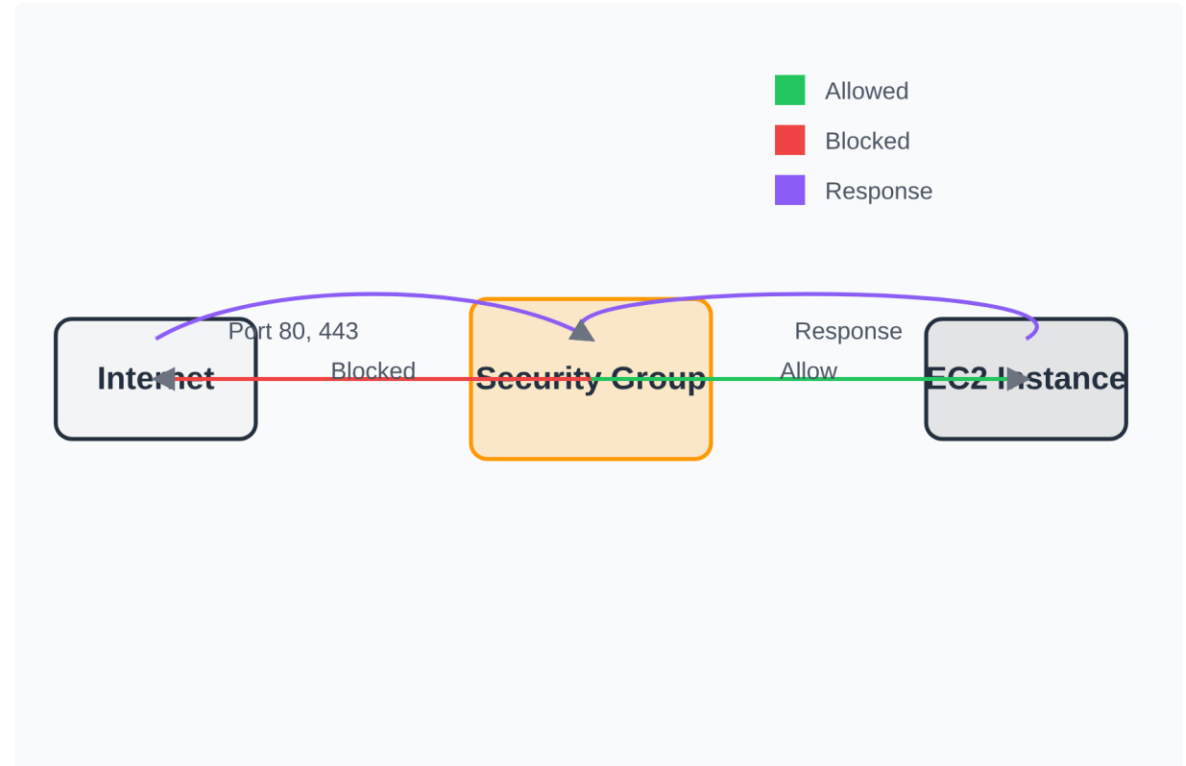 Allowed
Blocked
Response
Port 80, 443
Response
Blocked
Allow
Internet
Security Group
EC2 Instance